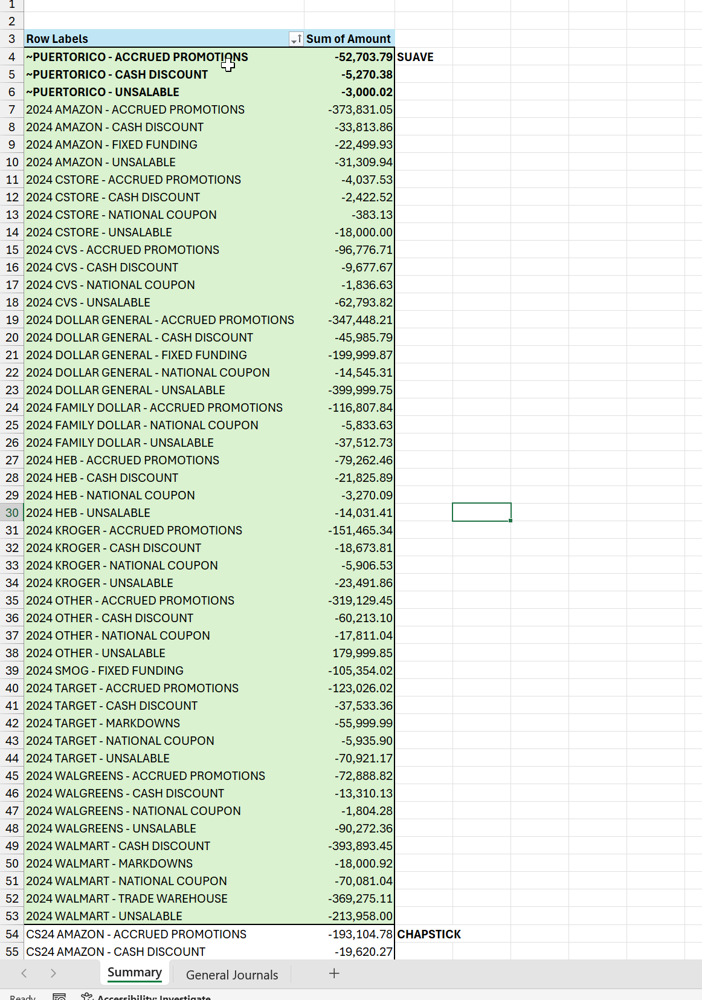 1
2
3 Row Labels Sum of Amount
4 ~PUERTORICO - ACCRUED PROMOTIONS -52,703.79 SUAVE
5 ~PUERTORICO - CASH DISCOUNT -5,270.38
6 ~PUERTORICO - UNSALABLE -3,000.02
7 2024 AMAZON - ACCRUED PROMOTIONS -373,831.05
8 2024 AMAZON - CASH DISCOUNT -33,813.86
9 2024 AMAZON - FIXED FUNDING -22,499.93
10 2024 AMAZON - UNSALABLE -31,309.94
11 2024 CSTORE - ACCRUED PROMOTIONS -4,037.53
12 2024 CSTORE - CASH DISCOUNT -2,422.52
13 2024 CSTORE - NATIONAL COUPON -383.13
14 2024 CSTORE - UNSALABLE -18,000.00
15 2024 CVS - ACCRUED PROMOTIONS -96,776.71
16 2024 CVS - CASH DISCOUNT -9,677.67
17 2024 CVS - NATIONAL COUPON -1,836.63
18 2024 CVS - UNSALABLE -62,793.82
19 2024 DOLLAR GENERAL - ACCRUED PROMOTIONS -347,448.21
20 2024 DOLLAR GENERAL - CASH DISCOUNT -45,985.79
21 2024 DOLLAR GENERAL - FIXED FUNDING -199,999.87
22 2024 DOLLAR GENERAL - NATIONAL COUPON -14,545.31
23 2024 DOLLAR GENERAL - UNSALABLE -399,999.75
24 2024 FAMILY DOLLAR - ACCRUED PROMOTIONS -116,807.84
25 2024 FAMILY DOLLAR - NATIONAL COUPON -5,833.63
26 2024 FAMILY DOLLAR - UNSALABLE -37,512.73
27 2024 HEB - ACCRUED PROMOTIONS -79,262.46
28 2024 HEB - CASH DISCOUNT -21,825.89
29 2024 HEB - NATIONAL COUPON -3,270.09
30 2024 HEB - UNSALABLE -14,031.41
31 2024 KROGER - ACCRUED PROMOTIONS -151,465.34
32 2024 KROGER - CASH DISCOUNT -18,673.81
33 2024 KROGER - NATIONAL COUPON -5,906.53
34 2024 KROGER - UNSALABLE -23,491.86
35 2024 OTHER - ACCRUED PROMOTIONS -319,129.45
36 2024 OTHER - CASH DISCOUNT -60,213.10
37 2024 OTHER - NATIONAL COUPON -17,811.04
38 2024 OTHER - UNSALABLE 179,999.85
39 2024 SMOG - FIXED FUNDING -105,354.02
40 2024 TARGET - ACCRUED PROMOTIONS -123,026.02
41 2024 TARGET - CASH DISCOUNT -37,533.36
42 2024 TARGET - MARKDOWNS -55,999.99
43 2024 TARGET - NATIONAL COUPON -5,935.90
44 2024 TARGET - UNSALABLE -70,921.17
45 2024 WALGREENS - ACCRUED PROMOTIONS -72,888.82
46 2024 WALGREENS - CASH DISCOUNT -13,310.13
47 2024 WALGREENS - NATIONAL COUPON -1,804.28
48 2024 WALGREENS - UNSALABLE -90,272.36
49 2024 WALMART - CASH DISCOUNT -393,893.45
50 2024 WALMART - MARKDOWNS -18,000.92
51 2024 WALMART - NATIONAL COUPON -70,081.04
52 2024 WALMART - TRADE WAREHOUSE -369,275.11
53 2024 WALMART - UNSALABLE -213,958.00
54 CS24 AMAZON - ACCRUED PROMOTIONS -193,104.78 CHAPSTICK
55 CS24 AMAZON - CASH DISCOUNT -19,620.27
Summary General Journals
Ready Accessibility: Investigate